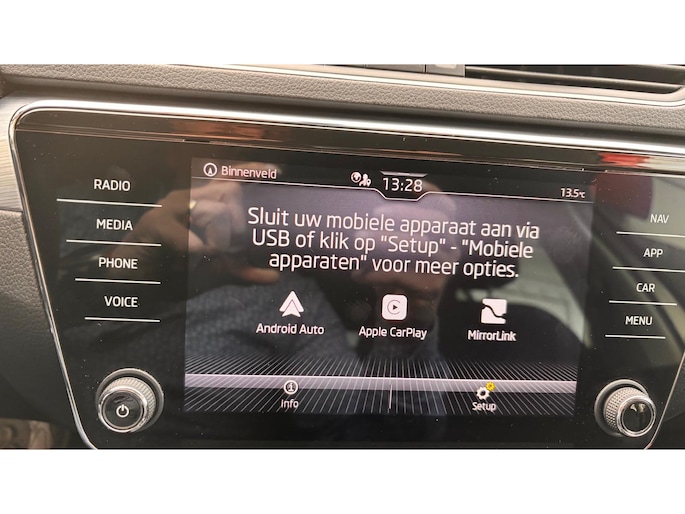 Binnenveld
13:28
13.5°C
RADIO
MEDIA
PHONE
VOICE
Sluit uw mobiele apparaat aan via
USB of klik op "Setup" - "Mobiele
apparaten" voor meer opties.
Android Auto
Apple CarPlay
MirrorLink
Info
Setup
NAV
APP
CAR
MENU